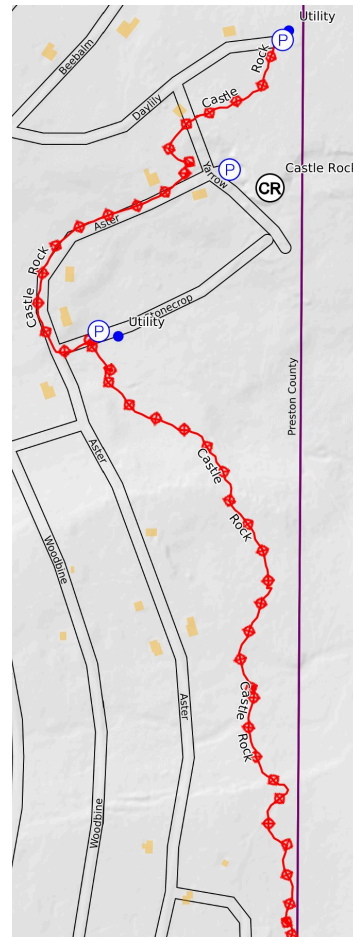 Utility
P
Beebalm
Rock
Castle
Daylily
Yarrow
P
Castle Rock
CR
Aster
Castle Rock
Stonecrop
Utility
P
Preston County
Aster
Castle Rock
Woodbine
Castle Rock
Aster
Woodbine